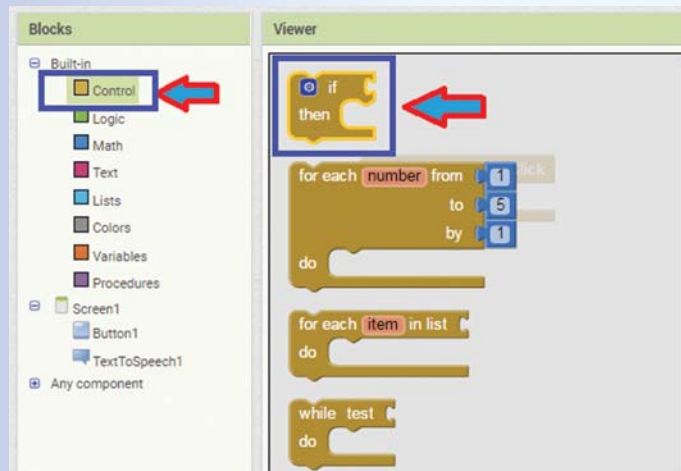 Blocks
Built-in
Control
Logic
Math
Text
Lists
Colors
Variables
Procedures
Screen1
Button1
TextToSpeech1
Any component
Viewer
if
then
for each number from 1
to 5
by 1
do
lick
for each item in list
do
while test
do